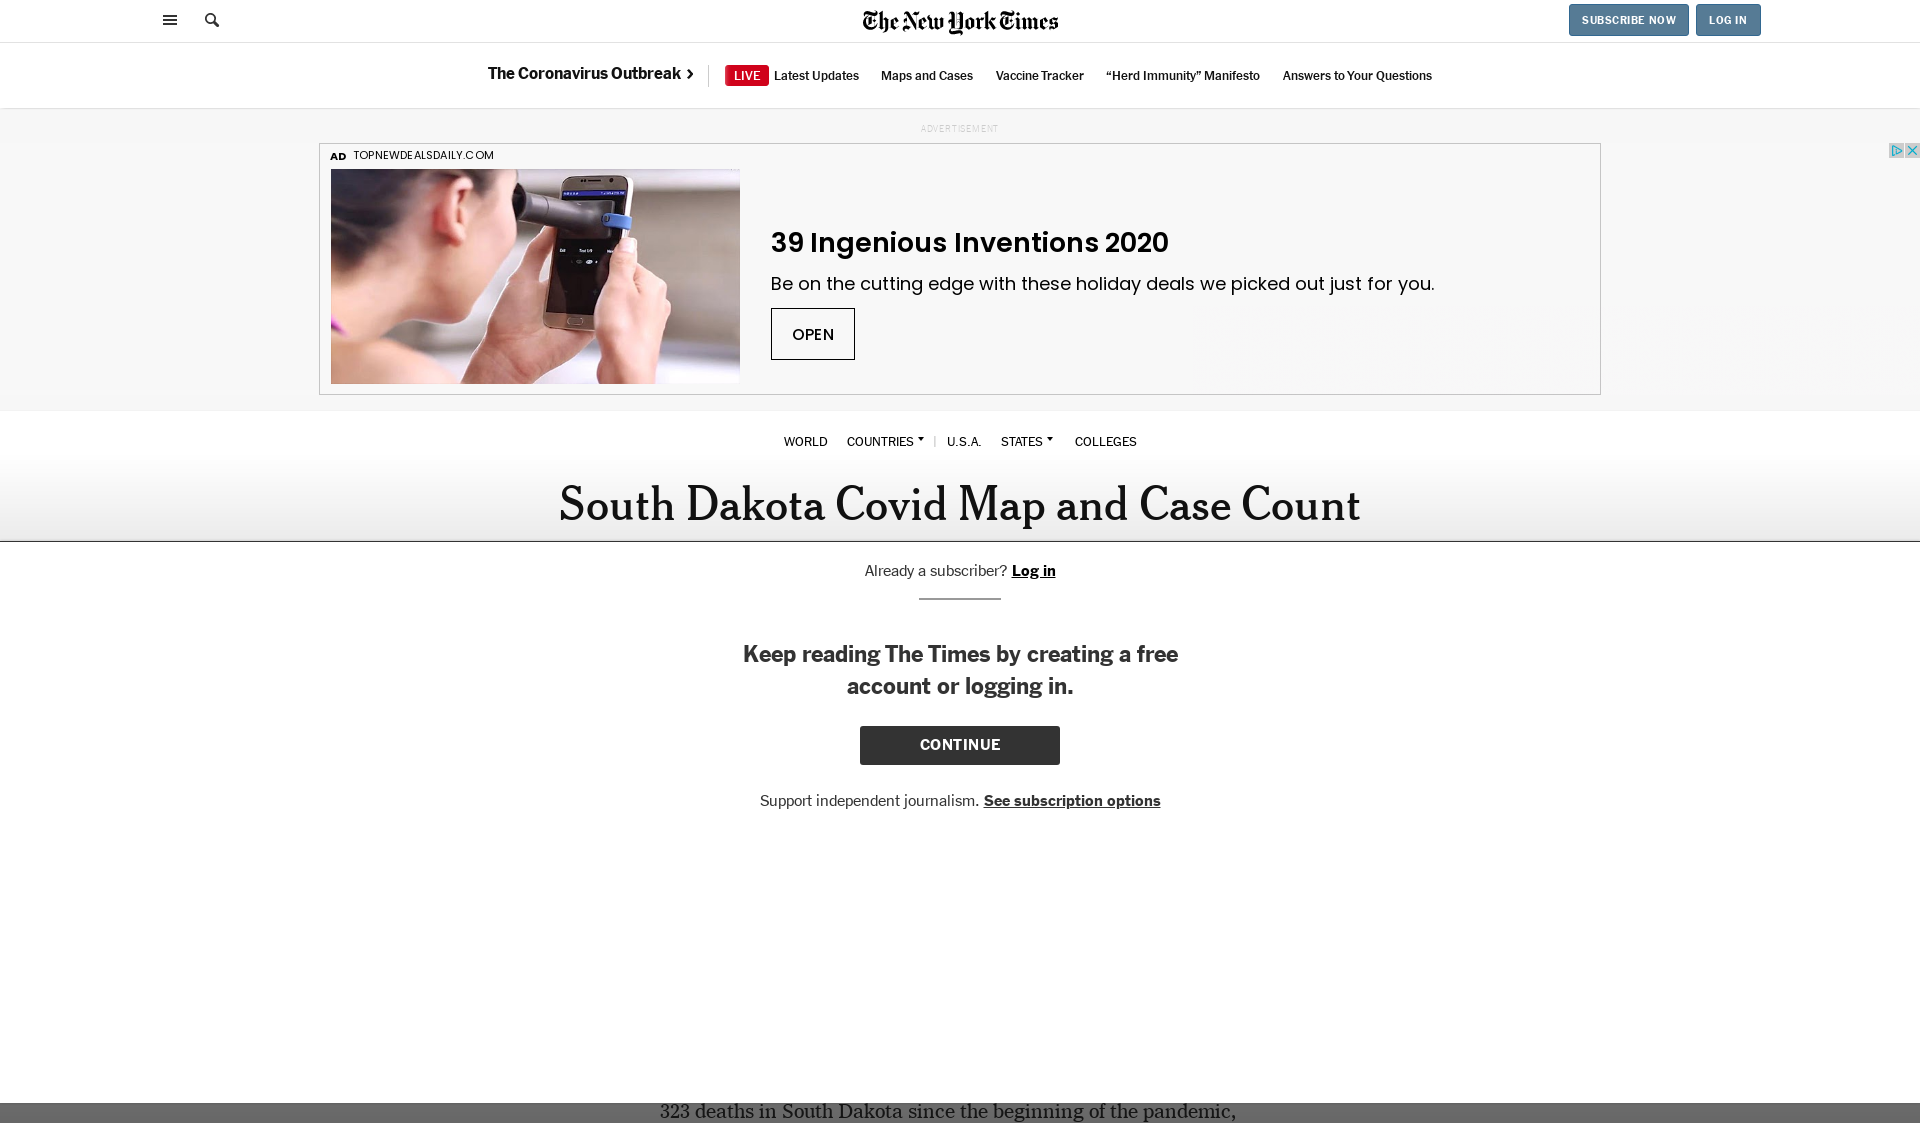 The New York Times
SUBSCRIBE NOW
LOG IN
The Coronavirus Outbreak ›
LIVE Latest Updates
Maps and Cases
Vaccine Tracker
“Herd Immunity” Manifesto
Answers to Your Questions
ADVERTISEMENT
AD TOPNEWDEALSDAILY.COM
39 Ingenious Inventions 2020
Be on the cutting edge with these holiday deals we picked out just for you.
OPEN
WORLD
COUNTRIES
U.S.A.
STATES
COLLEGES
South Dakota Covid Map and Case Count
Already a subscriber? Log in
Keep reading The Times by creating a free
account or logging in.
CONTINUE
Support independent journalism. See subscription options
323 deaths in South Dakota since the beginning of the pandemic,